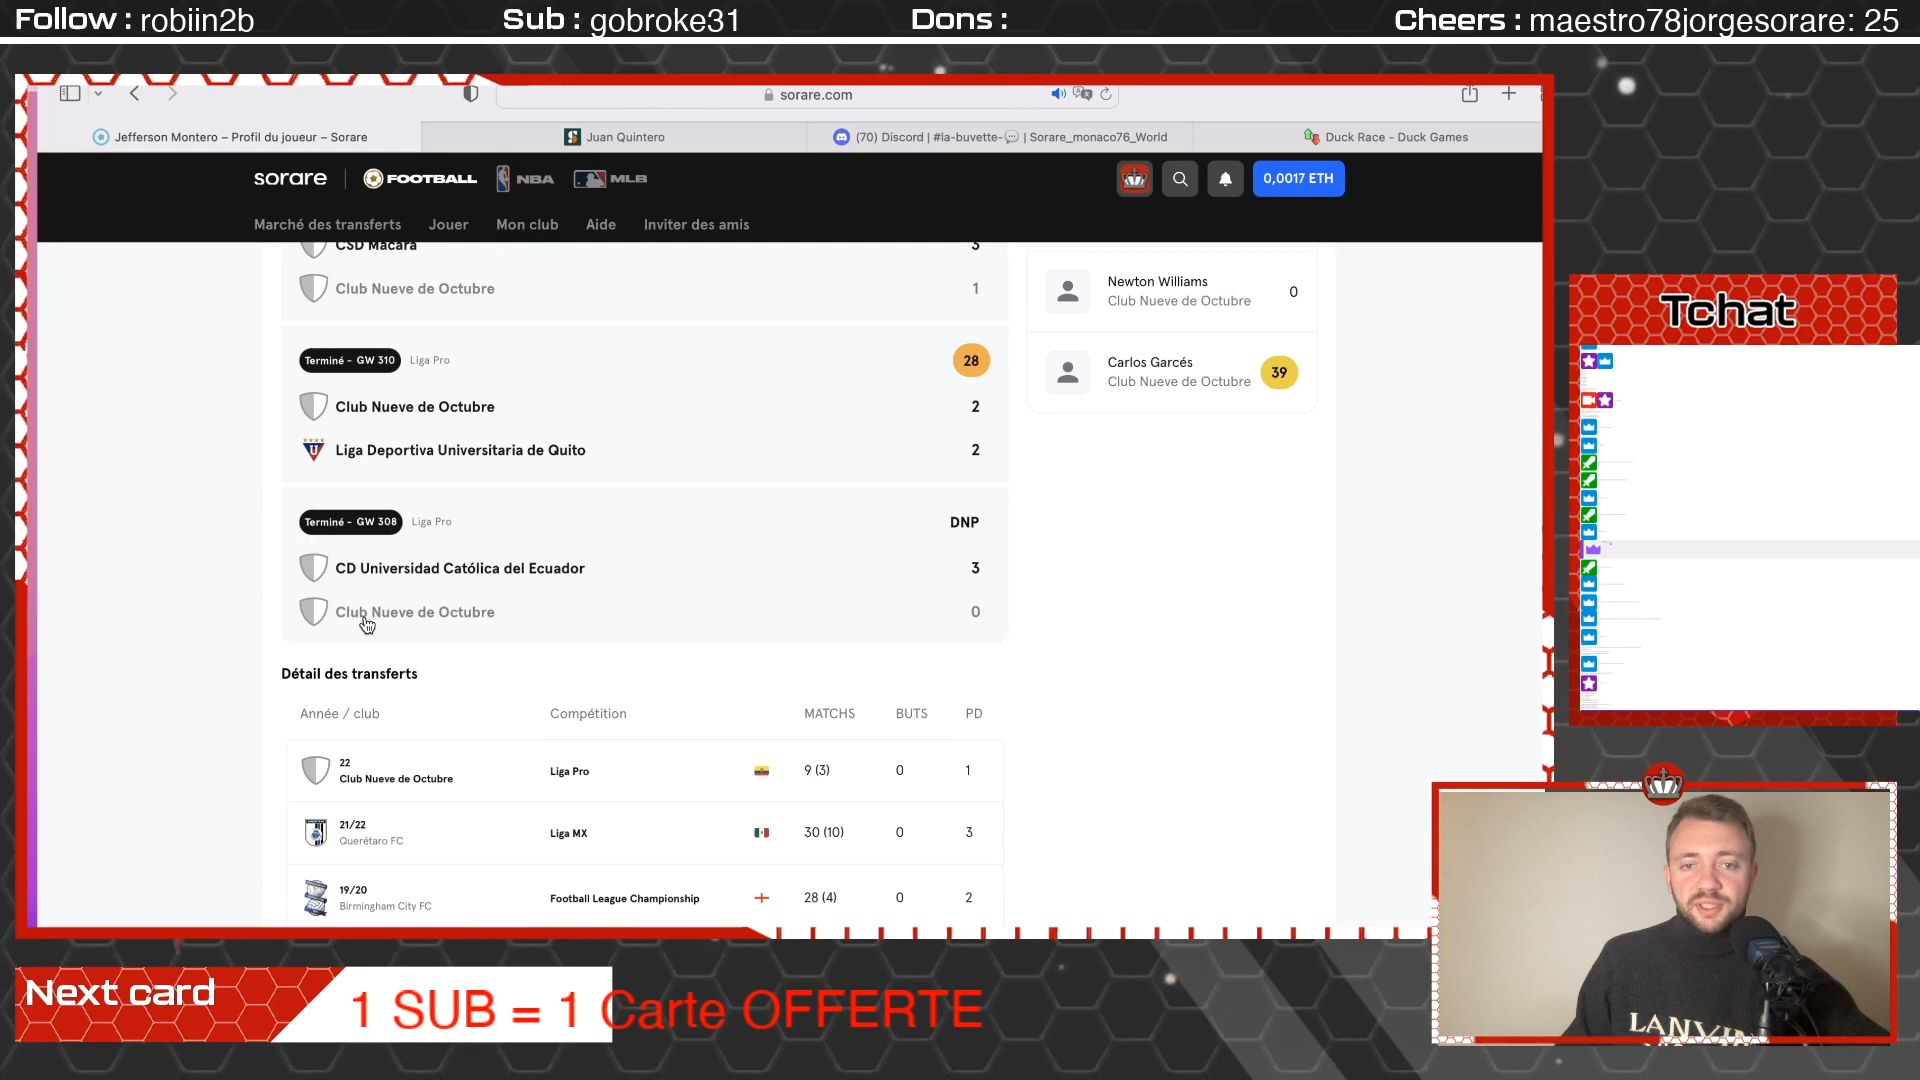 Follow : robiin2b
Sub : gobroke31
Dons :
Cheers : maestro78jorgesorare: 25
sorare.com
Jefferson Montero – Profil du joueur – Sorare
Juan Quintero
(70) Discord | #la-buvette-💬 | Sorare_monaco76_World
Duck Race - Duck Games
sorare
FOOTBALL
NBA
MLB
0,0017 ETH
Marché des transferts
Jouer
Mon club
Aide
Inviter des amis
CSD Macará 3
Club Nueve de Octubre 1
Terminé - GW 310 Liga Pro 28
Club Nueve de Octubre 2
Liga Deportiva Universitaria de Quito 2
Terminé - GW 308 Liga Pro DNP
CD Universidad Católica del Ecuador 3
Club Nueve de Octubre 0
Newton Williams
Club Nueve de Octubre
0
Carlos Garcés
Club Nueve de Octubre
39
Détail des transferts
Année / club Compétition MATCHS BUTS PD
22
Club Nueve de Octubre
Liga Pro 9 (3) 0 1
21/22
Querétaro FC
Liga MX 30 (10) 0 3
19/20
Birmingham City FC
Football League Championship 28 (4) 0 2
Tchat
LANVIN
Next card
1 SUB = 1 Carte OFFERTE